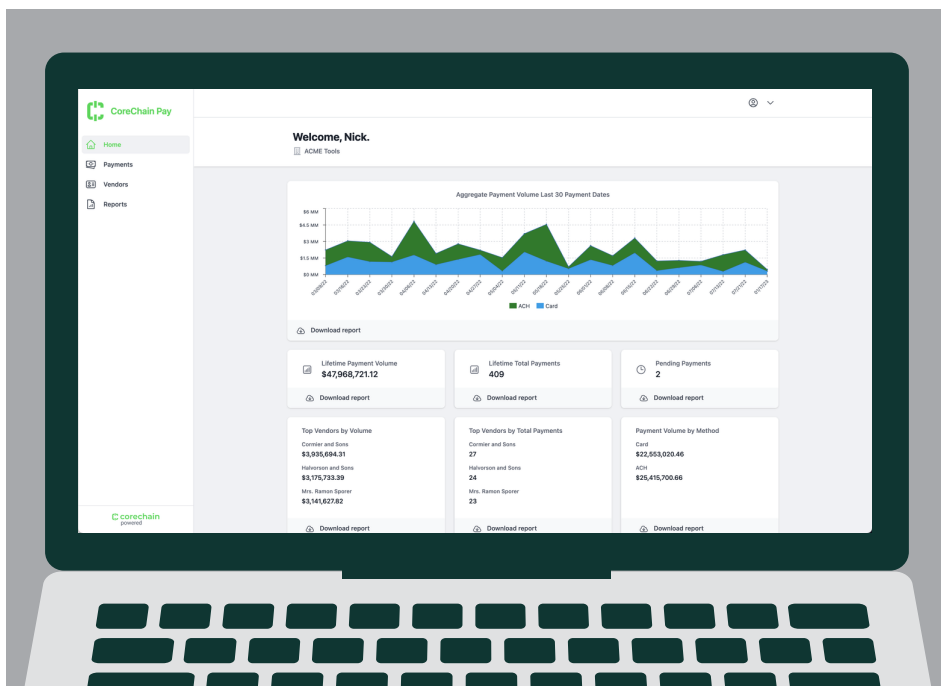 CoreChain Pay
Home
Payments
Vendors
Reports
corechain
powered
Welcome, Nick.
ACME Tools
Aggregate Payment Volume Last 30 Payment Dates
$6 MM
$4.5 MM
$3 MM
$1.5 MM
$0 MM
ACH Card
Download report
Lifetime Payment Volume
$47,968,721.12
Download report
Lifetime Total Payments
409
Download report
Pending Payments
2
Download report
Top Vendors by Volume
Cormier and Sons
$3,935,694.31
Halvorson and Sons
$3,175,733.39
Mrs. Ramon Sporer
$3,141,627.82
Download report
Top Vendors by Total Payments
Cormier and Sons
27
Halvorson and Sons
24
Mrs. Ramon Sporer
23
Download report
Payment Volume by Method
Card
$22,553,020.46
ACH
$25,415,700.66
Download report